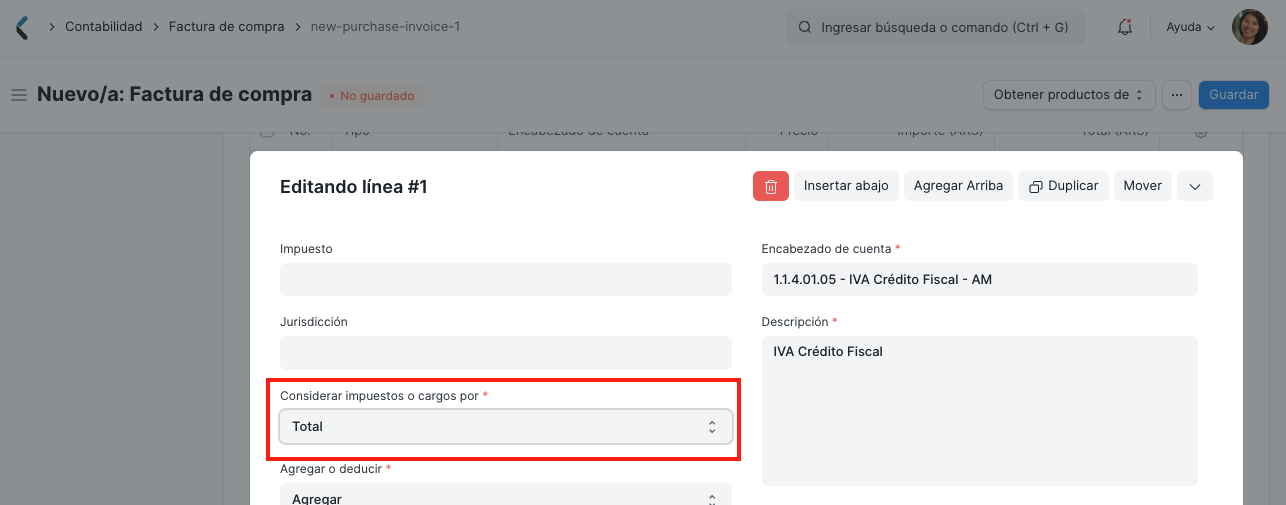 Contabilidad > Factura de compra > new-purchase-invoice-1
Ingresar búsqueda o comando (Ctrl + G)
Ayuda
Nuevo/a: Factura de compra
• No guardado
Obtener productos de
...
Guardar
No. Tipo Encabezado de cuenta Precio Importe (ARS) Total (ARS)
Editando línea #1
Insertar abajo
Agregar Arriba
Duplicar
Mover
Impuesto
Encabezado de cuenta *
1.1.4.01.05 - IVA Crédito Fiscal - AM
Jurisdicción
Descripción *
IVA Crédito Fiscal
Considerar impuestos o cargos por *
Total
Agregar o deducir *
Agregar